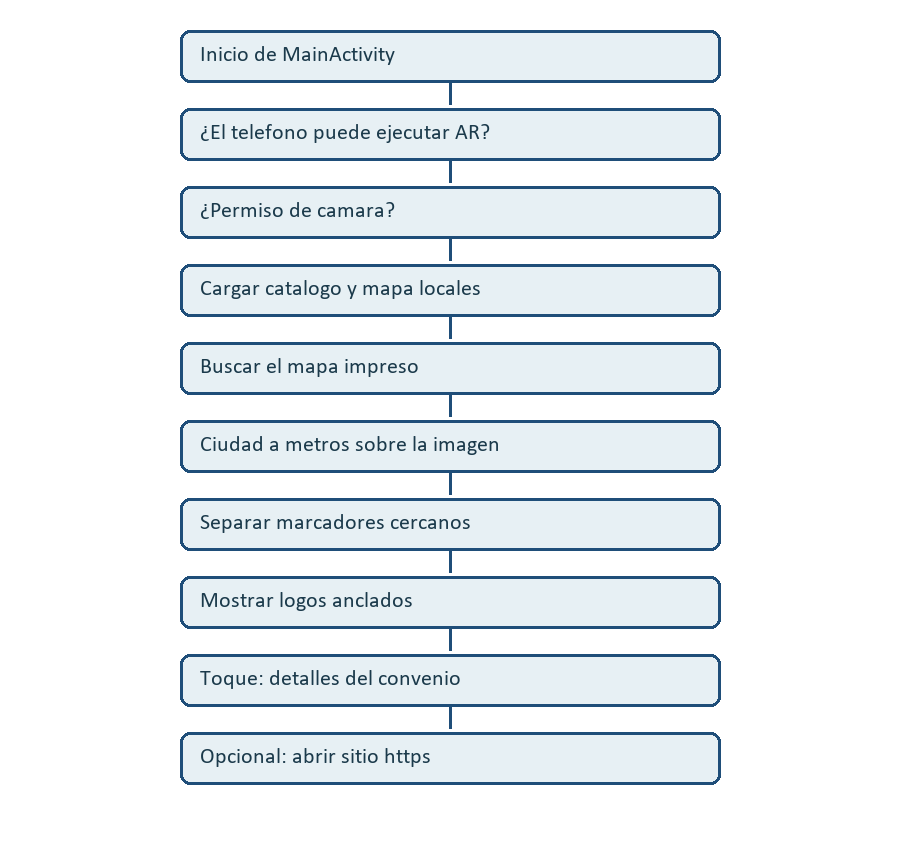 Inicio de MainActivity
¿El telefono puede ejecutar AR?
¿Permiso de camara?
Cargar catalogo y mapa locales
Buscar el mapa impreso
Ciudad a metros sobre la imagen
Separar marcadores cercanos
Mostrar logos anclados
Toque: detalles del convenio
Opcional: abrir sitio https